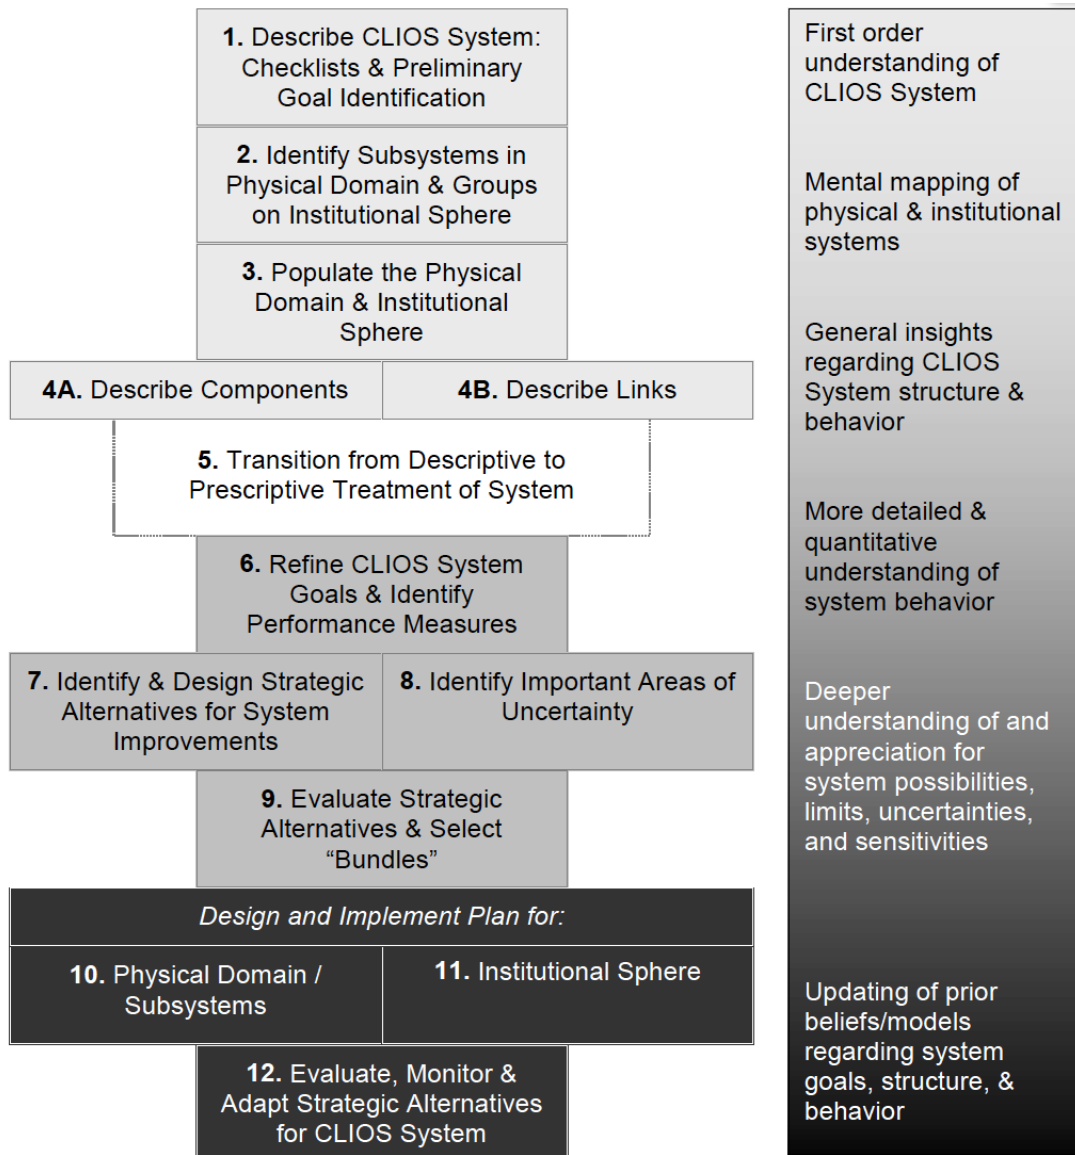 1. Describe CLIOS System:
Checklists & Preliminary
Goal Identification
2. Identify Subsystems in
Physical Domain & Groups
on Institutional Sphere
3. Populate the Physical
Domain & Institutional
Sphere
4A. Describe Components
4B. Describe Links
5. Transition from Descriptive to
Prescriptive Treatment of System
6. Refine CLIOS System
Goals & Identify
Performance Measures
7. Identify & Design Strategic
Alternatives for System
Improvements
8. Identify Important Areas of
Uncertainty
9. Evaluate Strategic
Alternatives & Select
“Bundles”
Design and Implement Plan for:
10. Physical Domain /
Subsystems
11. Institutional Sphere
12. Evaluate, Monitor &
Adapt Strategic Alternatives
for CLIOS System
First order
understanding of
CLIOS System
Mental mapping of
physical & institutional
systems
General insights
regarding CLIOS
System structure &
behavior
More detailed &
quantitative
understanding of
system behavior
Deeper
understanding of and
appreciation for
system possibilities,
limits, uncertainties,
and sensitivities
Updating of prior
beliefs/models
regarding system
goals, structure, &
behavior